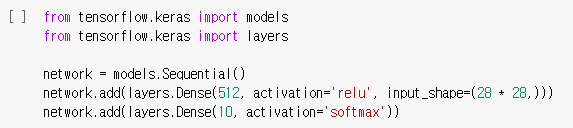 [ ] from tensorflow.keras import models
from tensorflow.keras import layers
network = models.Sequential()
network.add(layers.Dense(512, activation='relu', input_shape=(28 * 28,)))
network.add(layers.Dense(10, activation='softmax'))